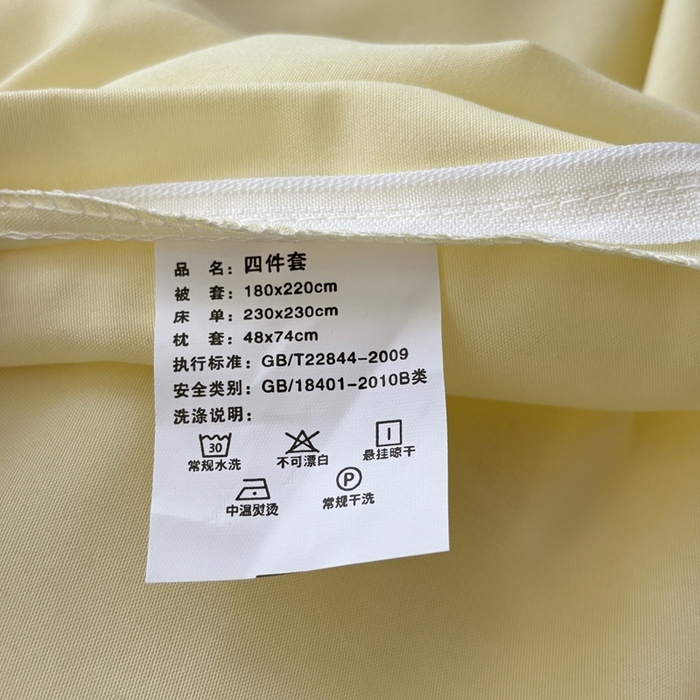 品 名：四件套
被 套：180x220cm
床 单：230x230cm
枕 套：48x74cm
执行标准：GB/T22844-2009
安全类别：GB/18401-2010B类
洗涤说明：
30
常规水洗 不可漂白 悬挂晾干
P
中温熨烫 常规干洗